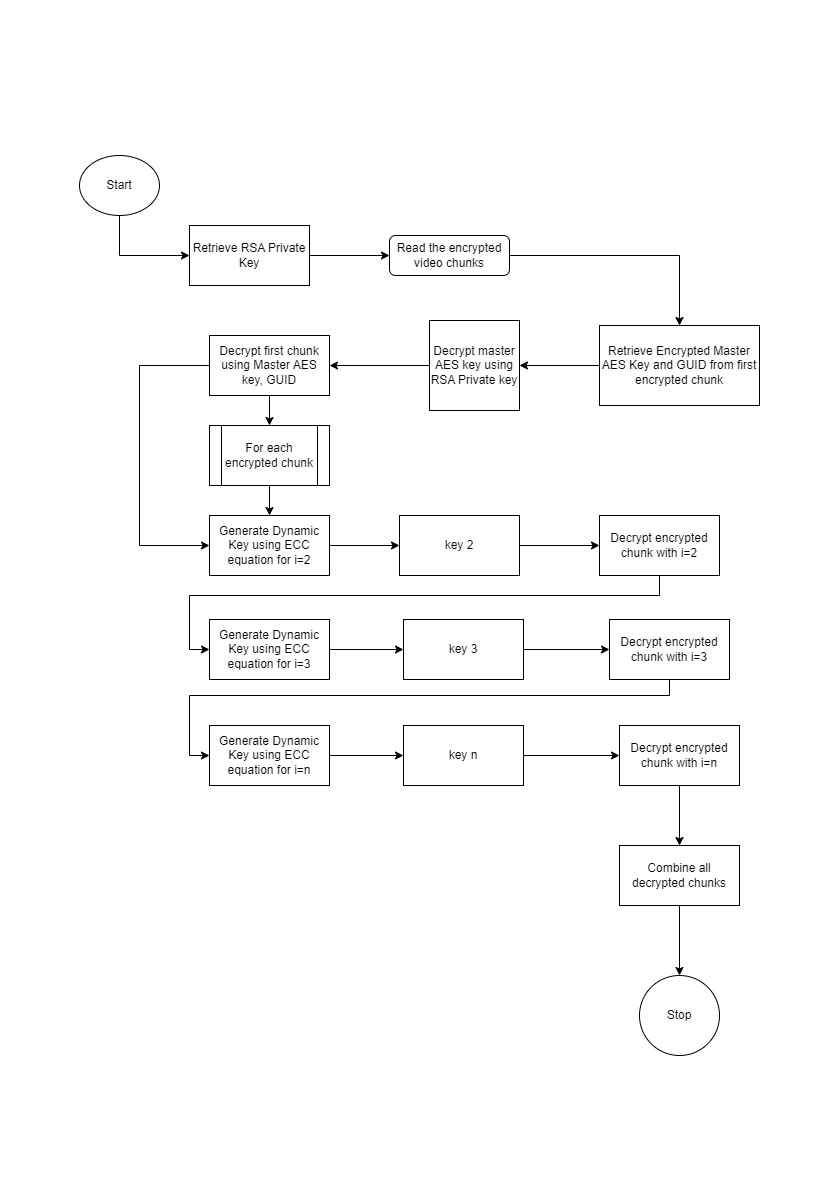 Start
Retrieve RSA Private
Key
Read the encrypted
video chunks
Retrieve Encrypted Master
AES Key and GUID from first
encrypted chunk
Decrypt master
AES key using
RSA Private key
Decrypt first chunk
using Master AES
key, GUID
For each
encrypted chunk
Generate Dynamic
Key using ECC
equation for i=2
key 2
Decrypt encrypted
chunk with i=2
Generate Dynamic
Key using ECC
equation for i=3
key 3
Decrypt encrypted
chunk with i=3
Generate Dynamic
Key using ECC
equation for i=n
key n
Decrypt encrypted
chunk with i=n
Combine all
decrypted chunks
Stop